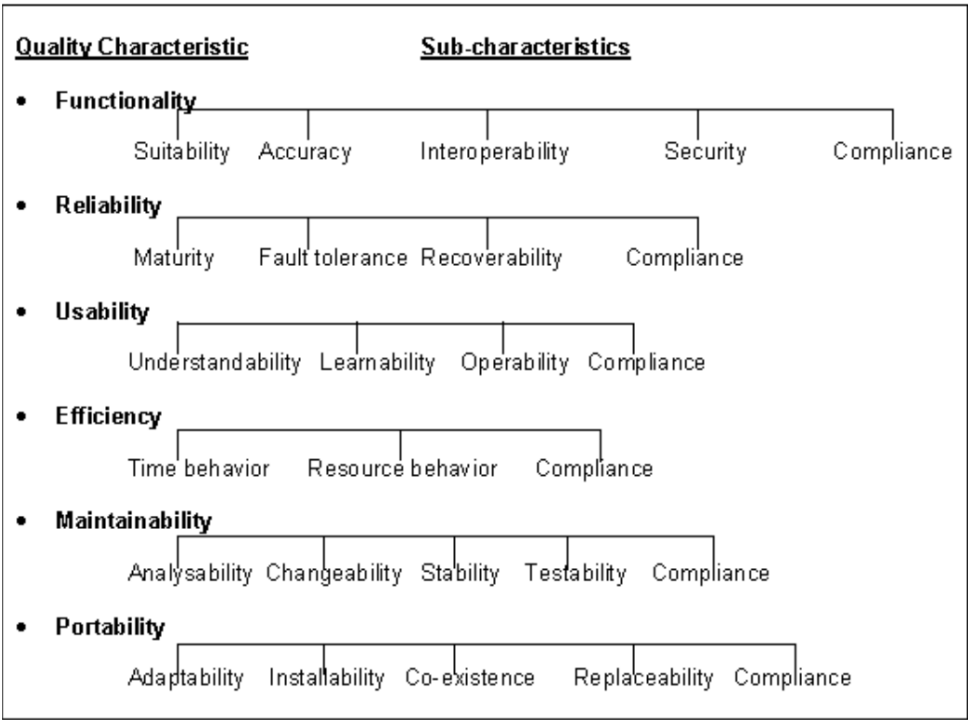 Quality Characteristic Sub-characteristics
• Functionality
Suitability Accuracy Interoperability Security Compliance
• Reliability
Maturity Fault tolerance Recoverability Compliance
• Usability
Understandability Learnability Operability Compliance
• Efficiency
Time behavior Resource behavior Compliance
• Maintainability
Analysability Changeability Stability Testability Compliance
• Portability
Adaptability Installability Co-existence Replaceability Compliance